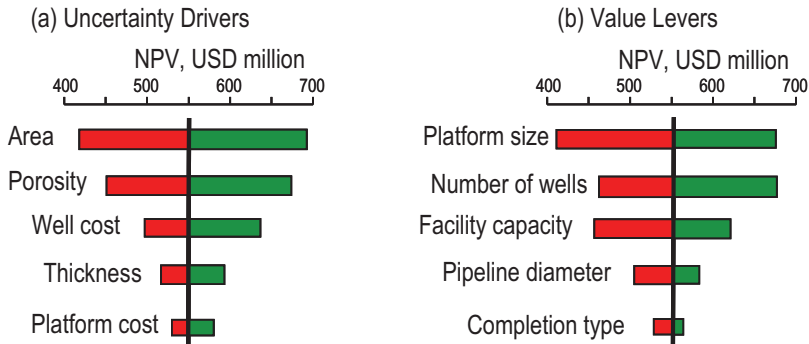 (a) Uncertainty Drivers
NPV, USD million
400 500 600 700
Area
Porosity
Well cost
Thickness
Platform cost
(b) Value Levers
NPV, USD million
400 500 600 700
Platform size
Number of wells
Facility capacity
Pipeline diameter
Completion type